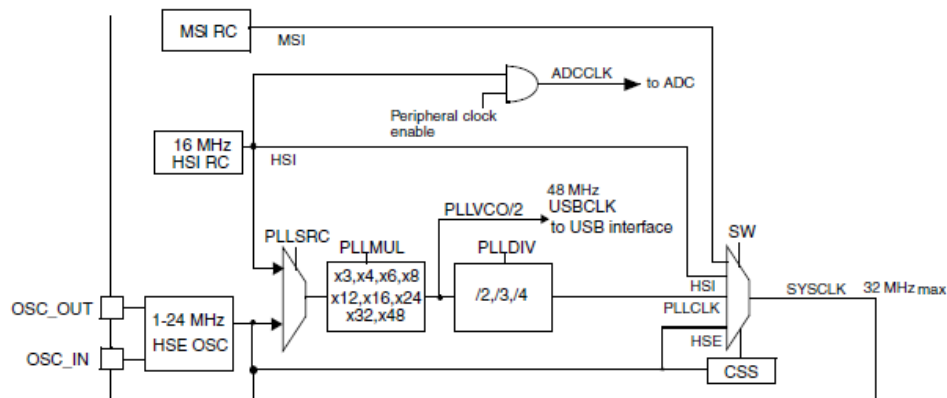 MSI RC
MSI
ADCCLK
to ADC
Peripheral clock
enable
16 MHz
HSI RC
HSI
48 MHz
PLLVCO/2
USBCLK
to USB interface
PLLSRC
PLLMUL
PLLDIV
SW
x3,x4,x6,x8
x12,x16,x24
x32,x48
/2,/3,/4
HSI
SYSCLK
32 MHz max
PLLCLK
OSC_OUT
1-24 MHz
HSE OSC
HSE
OSC_IN
CSS